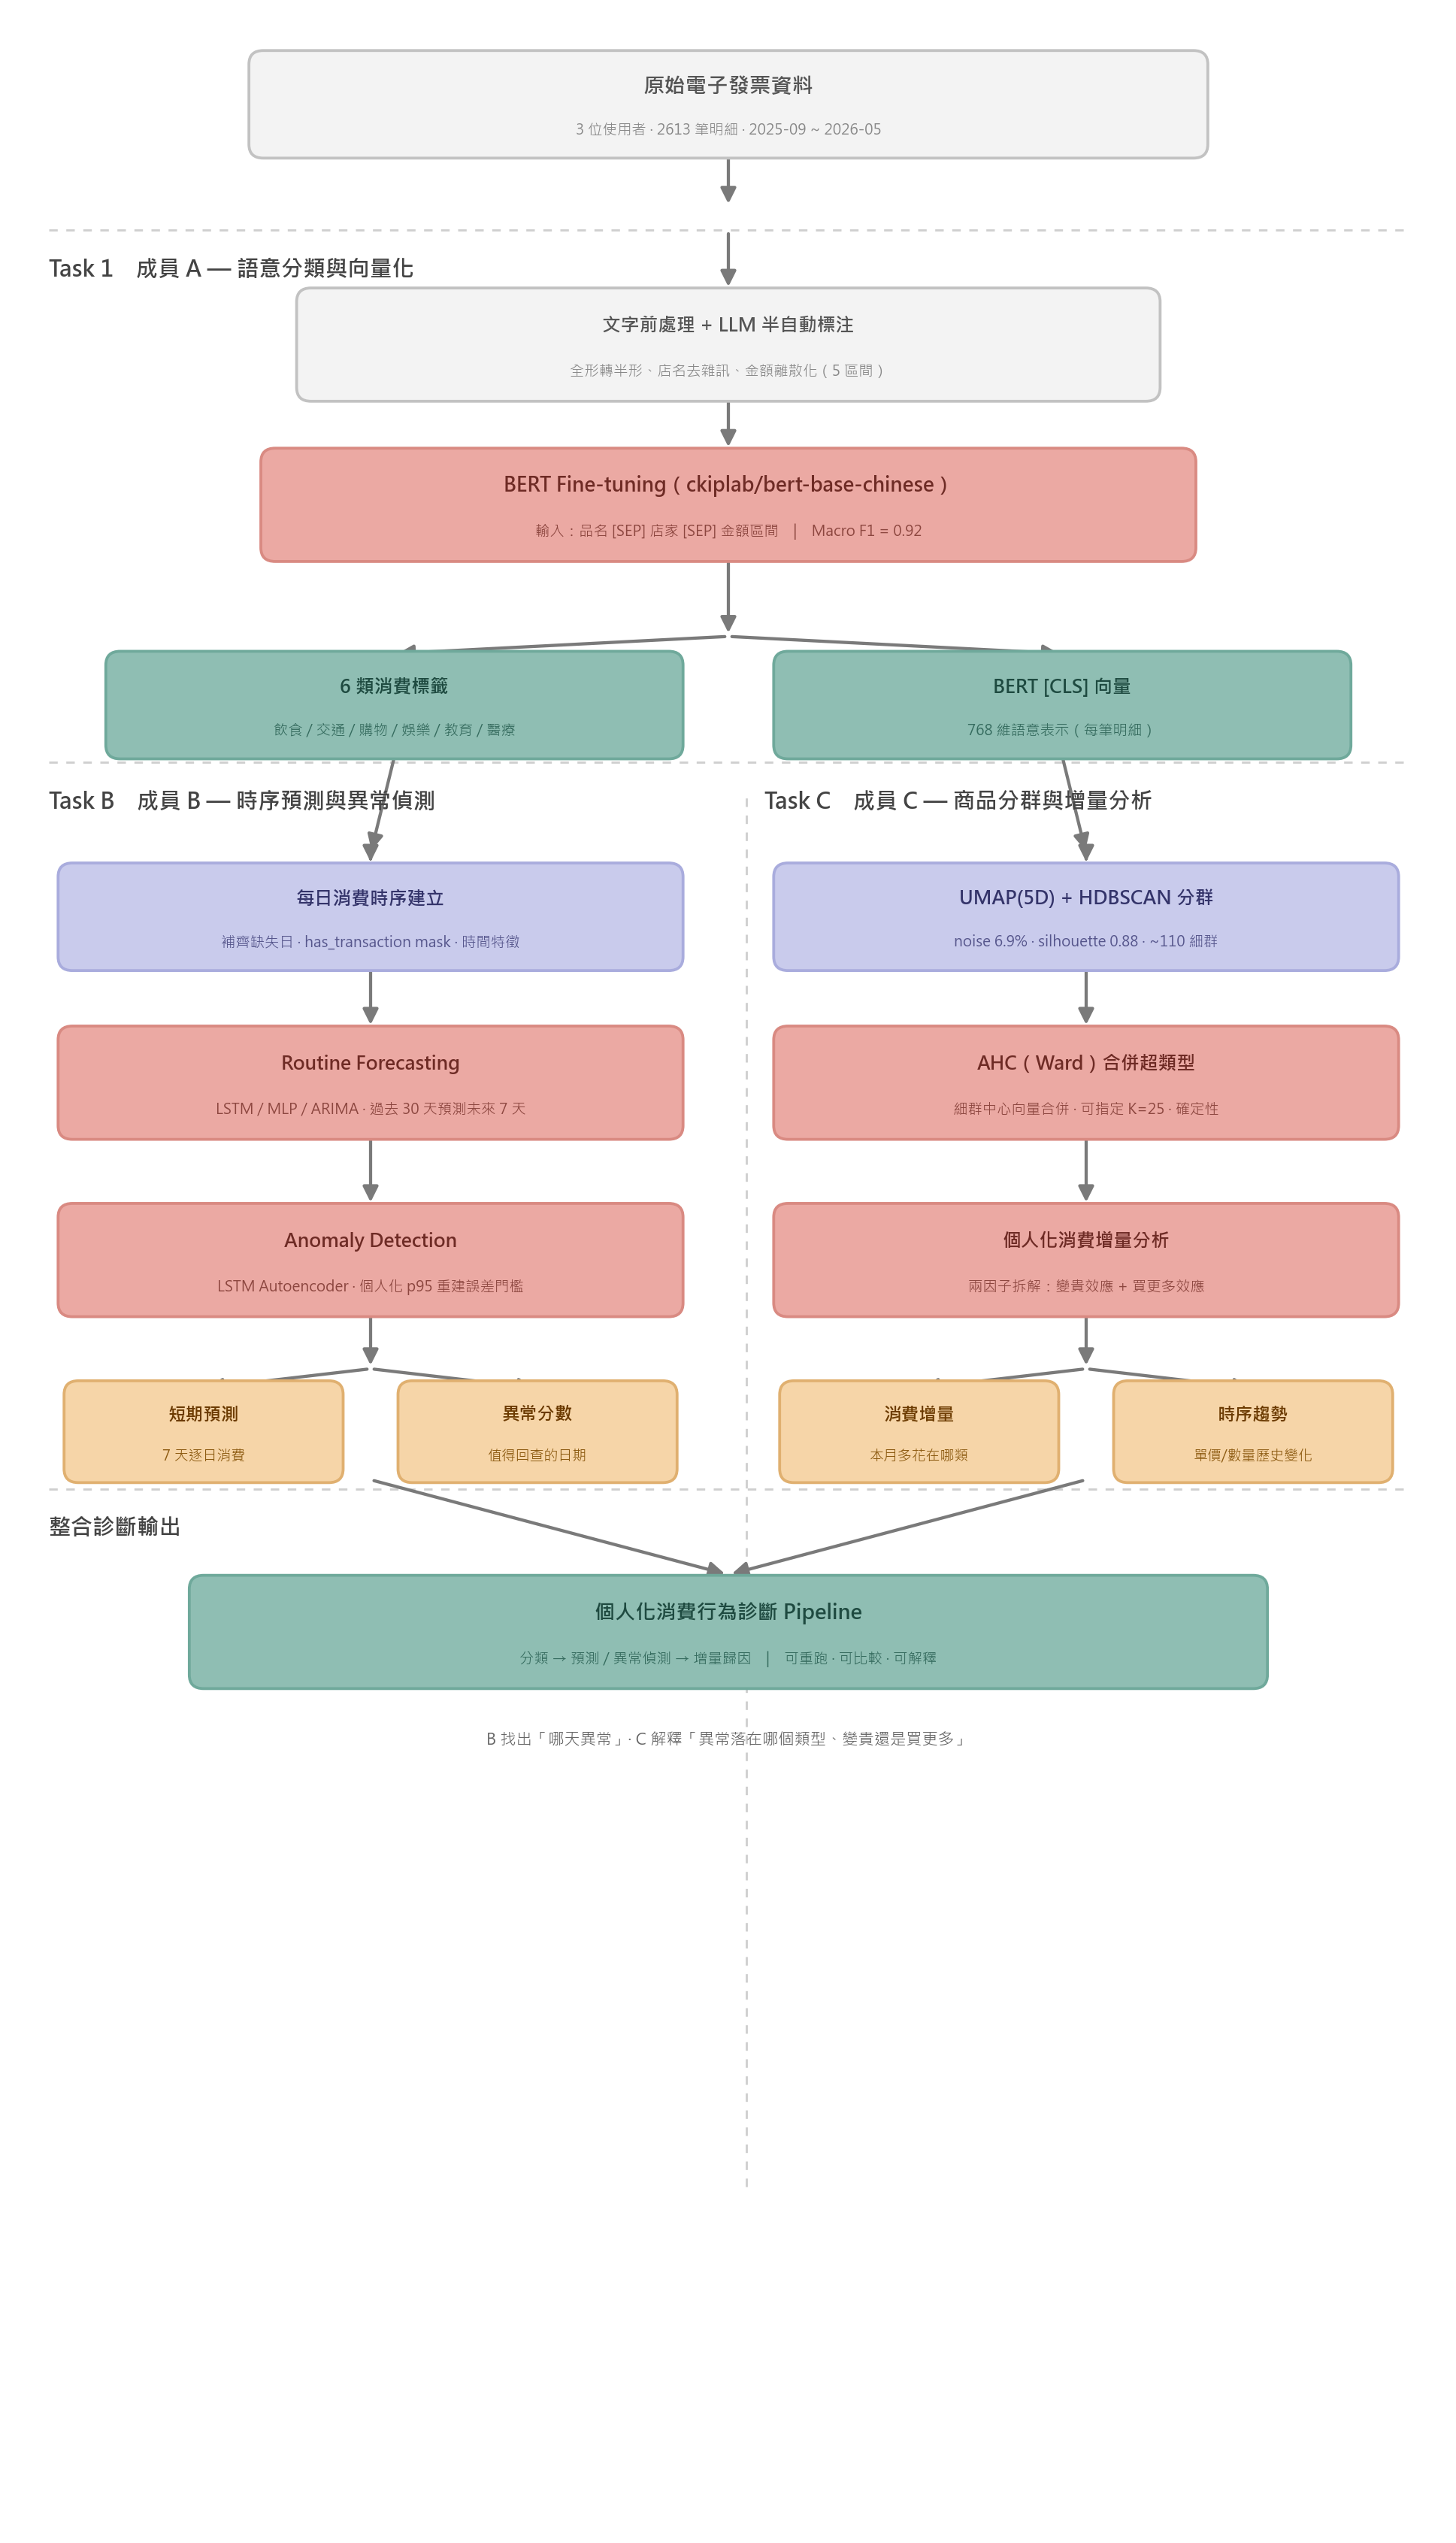 原始電子發票資料
3 位使用者 · 2613 筆明細 · 2025-09 ~ 2026-05
Task 1　成員 A — 語意分類與向量化
文字前處理 + LLM 半自動標注
全形轉半形、店名去雜訊、金額離散化（5 區間）
BERT Fine-tuning（ckiplab/bert-base-chinese）
輸入：品名 [SEP] 店家 [SEP] 金額區間　|　Macro F1 = 0.92
6 類消費標籤
飲食 / 交通 / 購物 / 娛樂 / 教育 / 醫療
BERT [CLS] 向量
768 維語意表示（每筆明細）
Task B　成員 B — 時序預測與異常偵測
每日消費時序建立
補齊缺失日 · has_transaction mask · 時間特徵
Routine Forecasting
LSTM / MLP / ARIMA · 過去 30 天預測未來 7 天
Anomaly Detection
LSTM Autoencoder · 個人化 p95 重建誤差門檻
短期預測
7 天逐日消費
異常分數
值得回查的日期
Task C　成員 C — 商品分群與增量分析
UMAP(5D) + HDBSCAN 分群
noise 6.9% · silhouette 0.88 · ~110 細群
AHC（Ward）合併超類型
細群中心向量合併 · 可指定 K=25 · 確定性
個人化消費增量分析
兩因子拆解：變貴效應 + 買更多效應
消費增量
本月多花在哪類
時序趨勢
單價/數量歷史變化
整合診斷輸出
個人化消費行為診斷 Pipeline
分類 → 預測 / 異常偵測 → 增量歸因　|　可重跑 · 可比較 · 可解釋
B 找出「哪天異常」· C 解釋「異常落在哪個類型、變貴還是買更多」